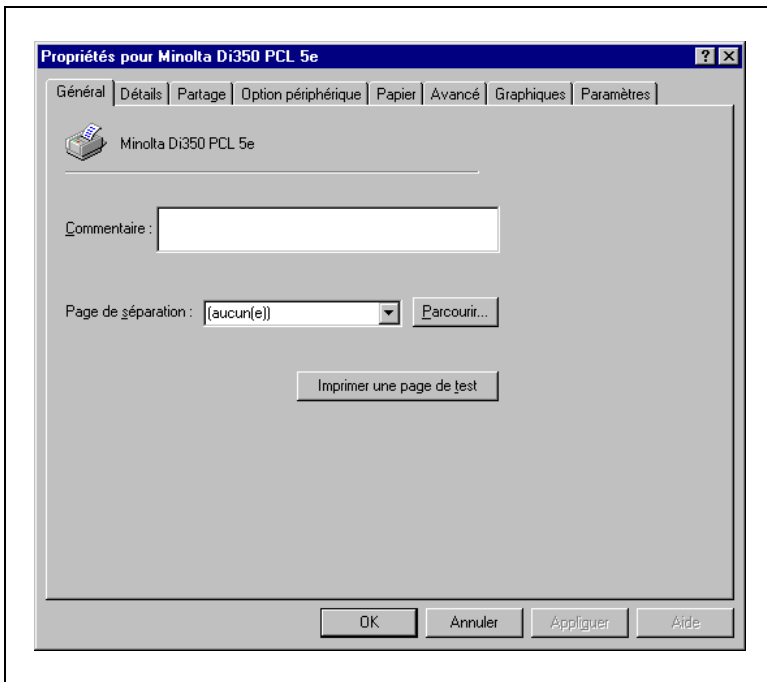 Propriétés pour Minolta Di350 PCL 5e
Général Détails Partage Option périphérique Papier Avancé Graphiques Paramètres
Minolta Di350 PCL 5e
Commentaire :
Page de séparation : (aucun(e)) Parcourir...
Imprimer une page de test
OK Annuler Appliquer Aide